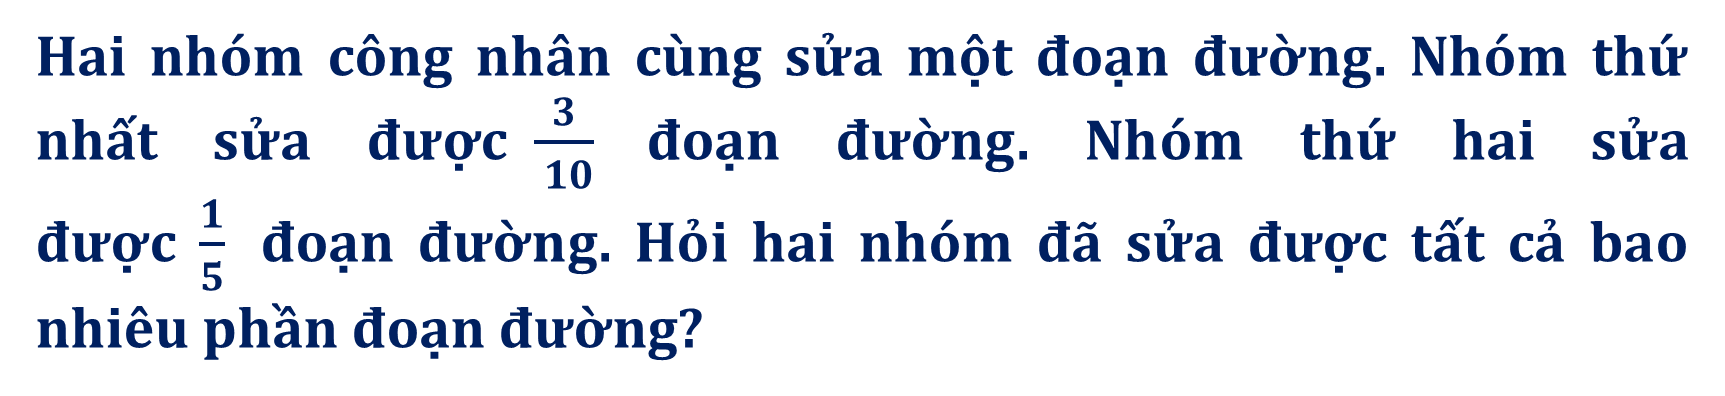 Hai nhóm công nhân cùng sửa một đoạn đường. Nhóm thứ
nhất sửa được 3/10 đoạn đường. Nhóm thứ hai sửa
được 1/5 đoạn đường. Hỏi hai nhóm đã sửa được tất cả bao
nhiêu phần đoạn đường?